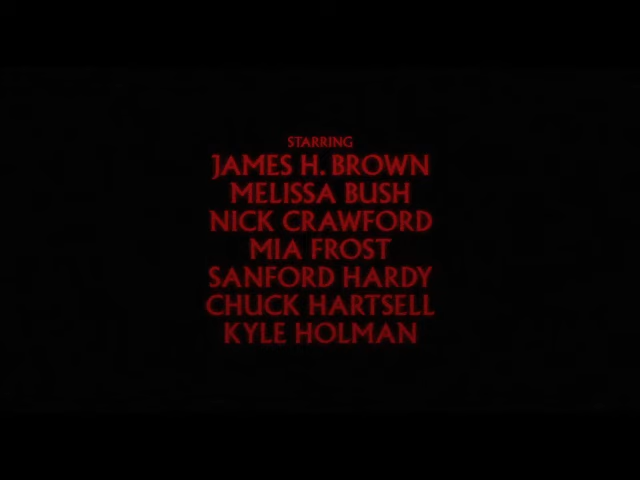 STARRING
JAMES H. BROWN
MELISSA BUSH
NICK CRAWFORD
MIA FROST
SANFORD HARDY
CHUCK HARTSELL
KYLE HOLMAN